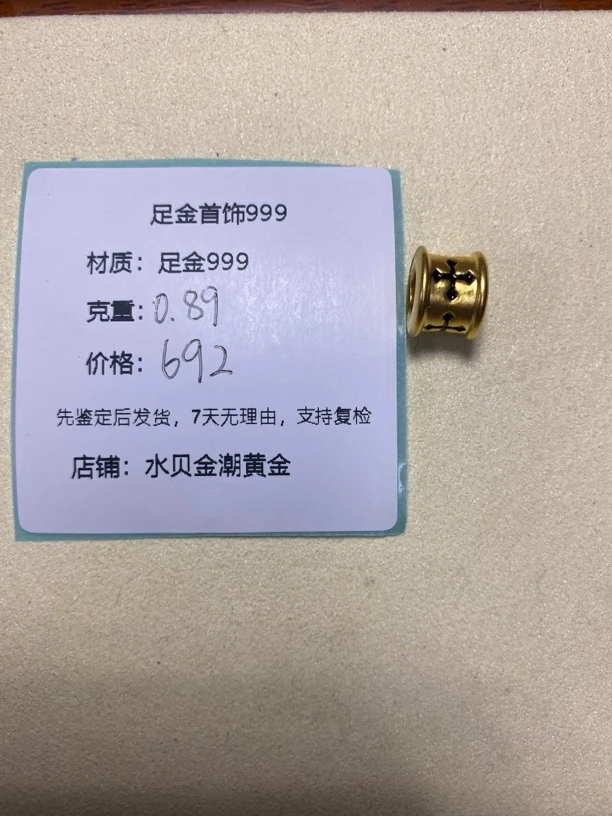 足金首饰999
材质：足金999
克重：0.89
价格：692
先鉴定后发货，7天无理由，支持复检
店铺：水贝金潮黄金